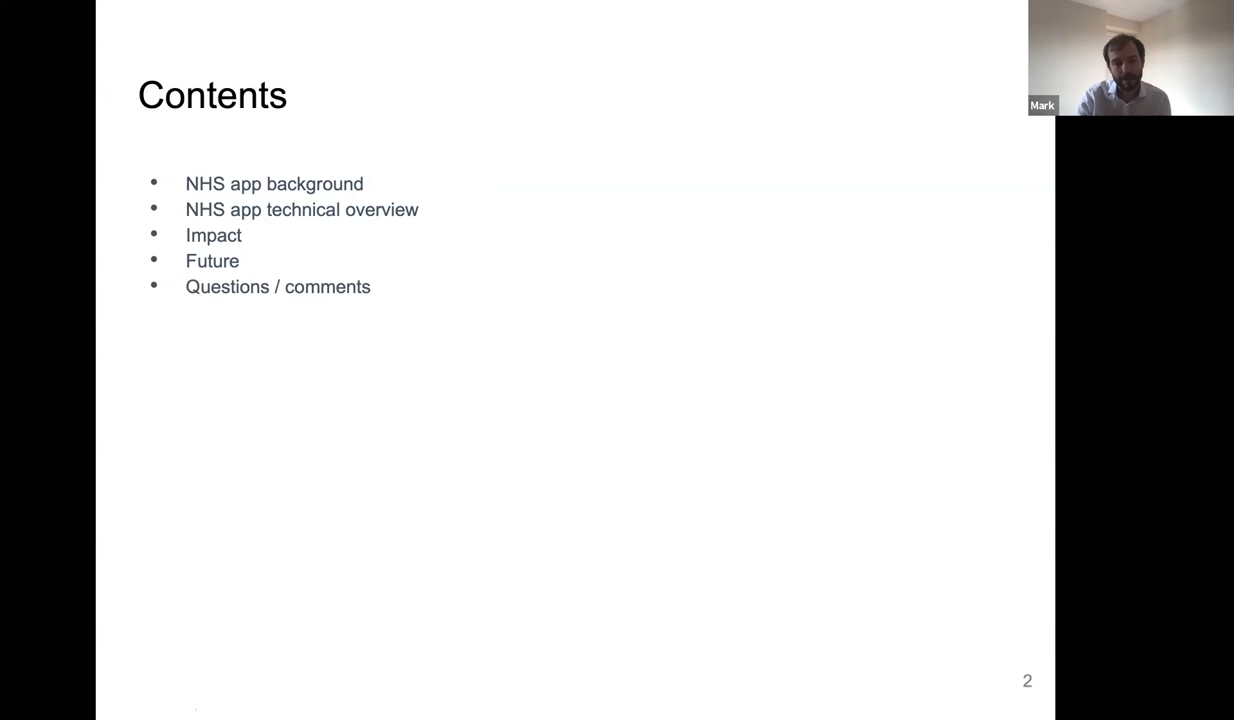 Contents
• NHS app background
• NHS app technical overview
• Impact
• Future
• Questions / comments
Mark
2